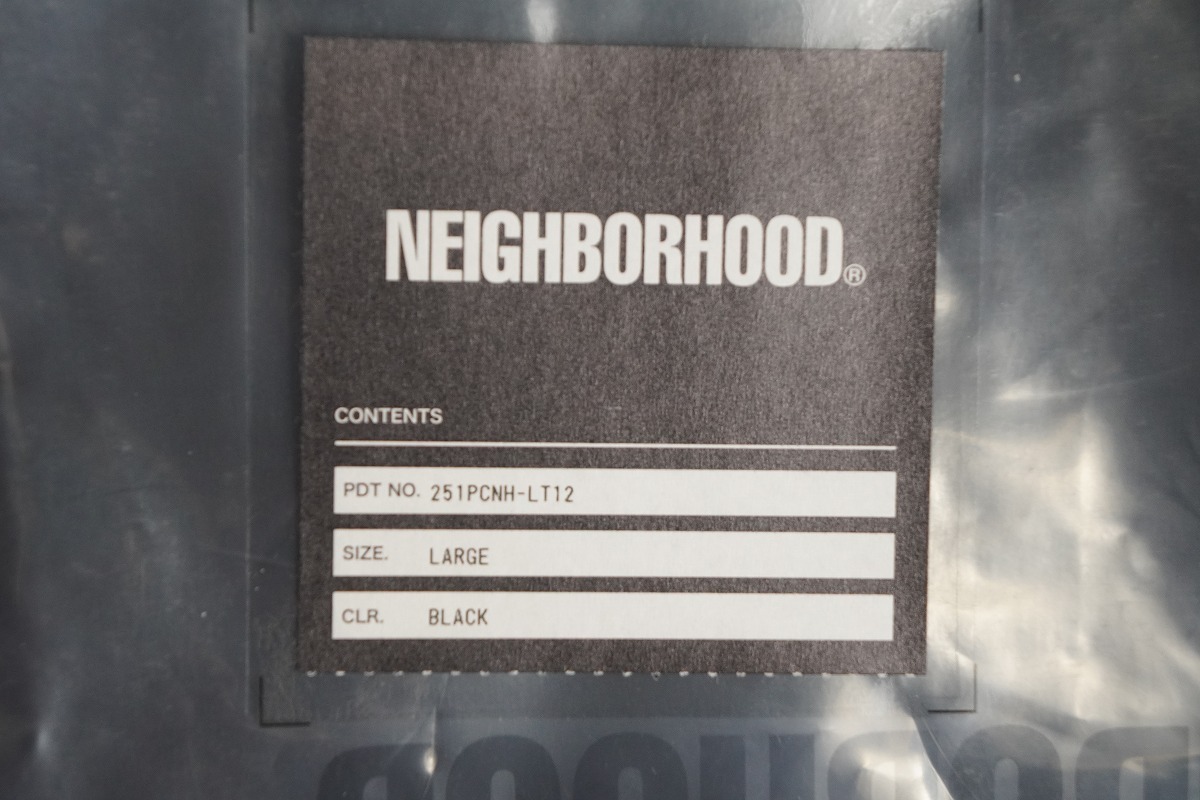 NEIGHBORHOOD®
CONTENTS
PDT NO. 251PCNH-LT12
SIZE. LARGE
CLR. BLACK